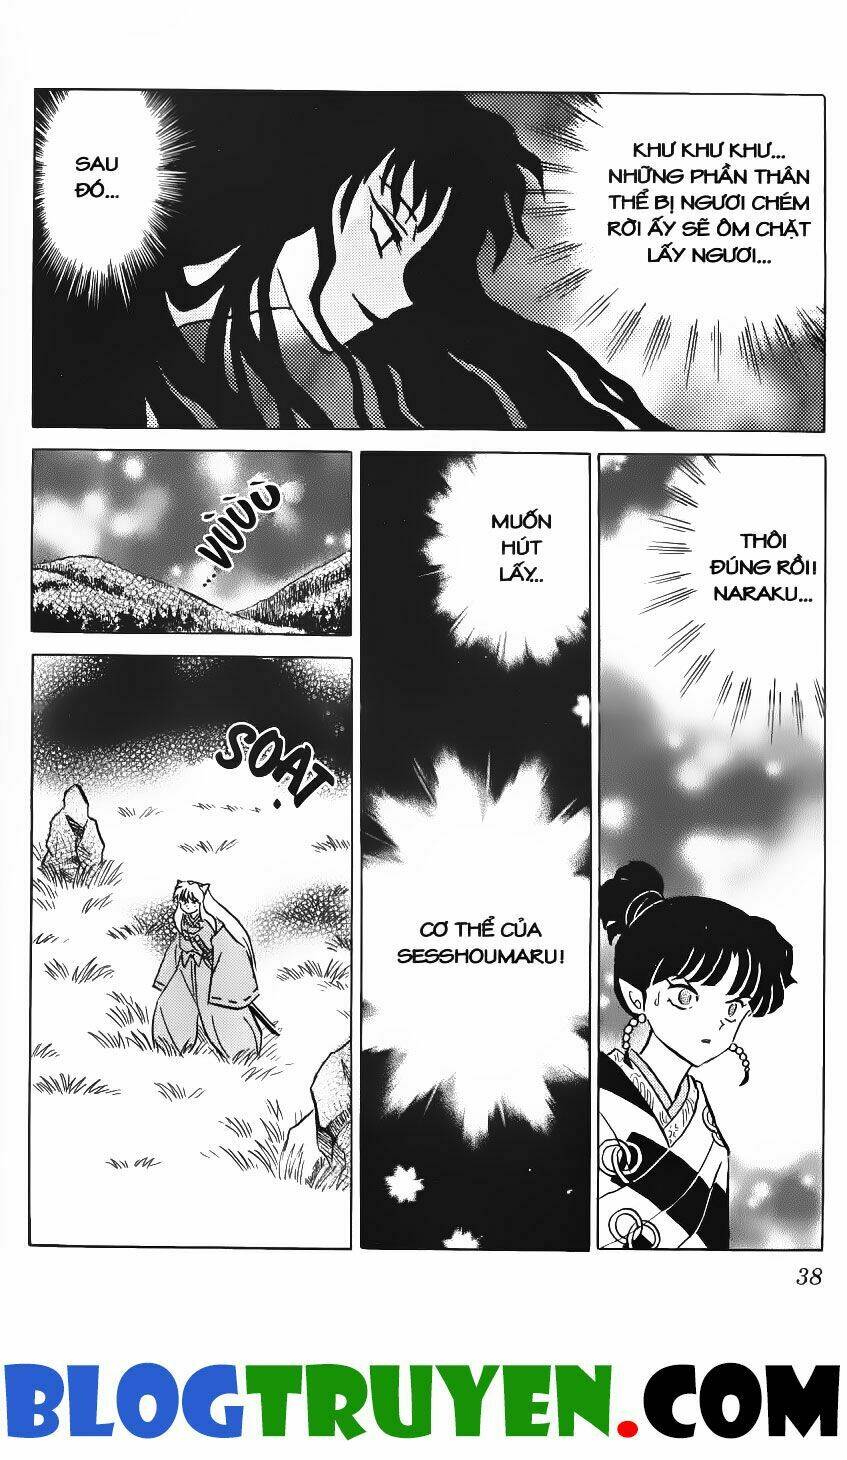 KHƯ KHƯ KHƯ...
NHỮNG PHẦN THÂN
THỂ BỊ NGƯƠI CHÉM
RỜI ẤY SẼ ÔM CHẶT
LẤY NGƯƠI...
SAU
ĐÓ...
THÔI
ĐÚNG RỒI!
NARAKU...
MUỐN
HÚT
LẤY...
CƠ THỂ CỦA
SESSHOUMARU!
...VÙÙÙ
SOẠT
38
BLOGTRUYEN.COM